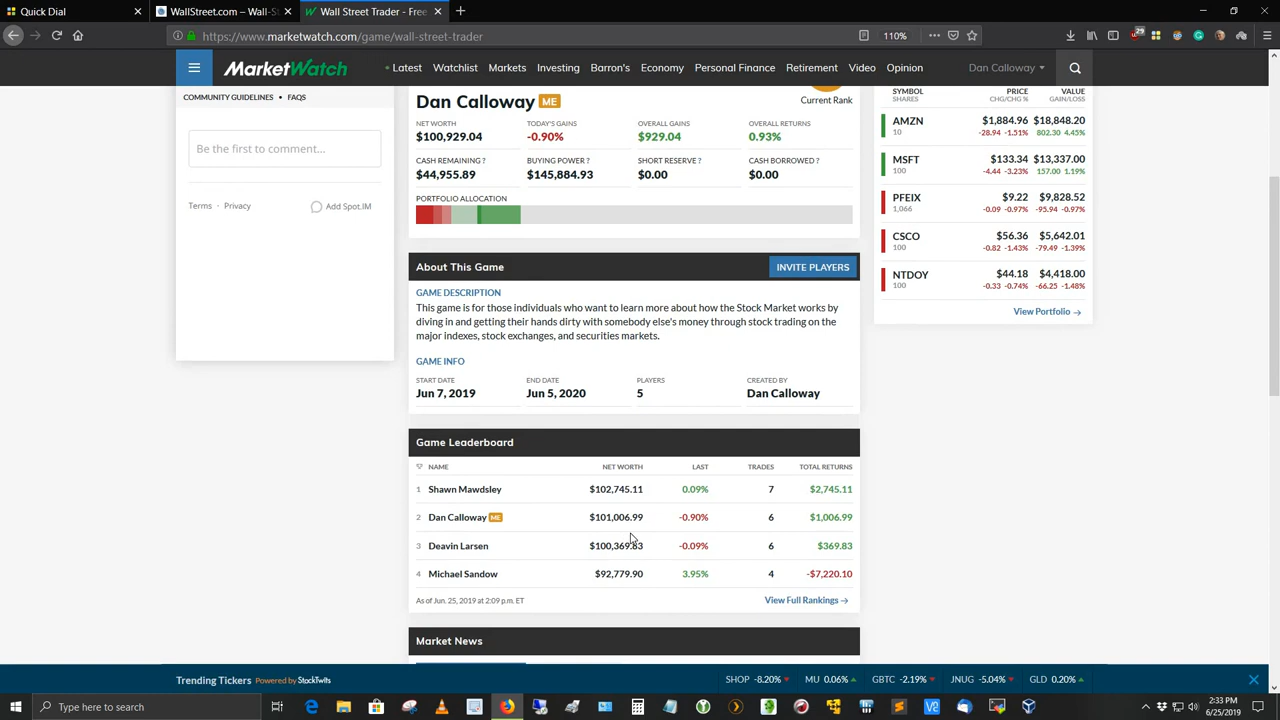 Quick Dial
WallStreet.com – Wall-St
Wall Street Trader - Free
https://www.marketwatch.com/game/wall-street-trader
110%
29
MarketWatch
Latest Watchlist Markets Investing Barron's Economy Personal Finance Retirement Video Opinion
Dan Calloway
COMMUNITY GUIDELINES • FAQS
Be the first to comment...
Terms · Privacy
Add Spot.IM
Dan Calloway ME
Current Rank
NET WORTH TODAY'S GAINS OVERALL GAINS OVERALL RETURNS
$100,929.04 -0.90% $929.04 0.93%
CASH REMAINING ? BUYING POWER ? SHORT RESERVE ? CASH BORROWED ?
$44,955.89 $145,884.93 $0.00 $0.00
PORTFOLIO ALLOCATION
About This Game
INVITE PLAYERS
GAME DESCRIPTION
This game is for those individuals who want to learn more about how the Stock Market works by
diving in and getting their hands dirty with somebody else's money through stock trading on the
major indexes, stock exchanges, and securities markets.
GAME INFO
START DATE END DATE PLAYERS CREATED BY
Jun 7, 2019 Jun 5, 2020 5 Dan Calloway
Game Leaderboard
NAME NET WORTH LAST TRADES TOTAL RETURNS
1 Shawn Mawdsley $102,745.11 0.09% 7 $2,745.11
2 Dan Calloway ME $101,006.99 -0.90% 6 $1,006.99
3 Deavin Larsen $100,369.83 -0.09% 6 $369.83
4 Michael Sandow $92,779.90 3.95% 4 -$7,220.10
As of Jun. 25, 2019 at 2:09 p.m. ET
View Full Rankings
Market News
SYMBOL PRICE VALUE
SHARES CHG/CHG % GAIN/LOSS
AMZN $1,884.96 $18,848.20
10 -28.94 -1.51% 802.30 4.45%
MSFT $133.34 $13,337.00
100 -4.44 -3.23% 157.00 1.19%
PFEIX $9.22 $9,828.52
1,066 -0.09 -0.97% -95.94 -0.97%
CSCO $56.36 $5,642.01
100 -0.82 -1.43% -79.49 -1.39%
NTDOY $44.18 $4,418.00
100 -0.33 -0.74% -66.25 -1.48%
View Portfolio
Trending Tickers Powered by StockTwits
SHOP -8.20% MU 0.06% GBTC -2.19% JNUG -5.04% GLD 0.20%
Type here to search
2:33 PM
6/25/2019